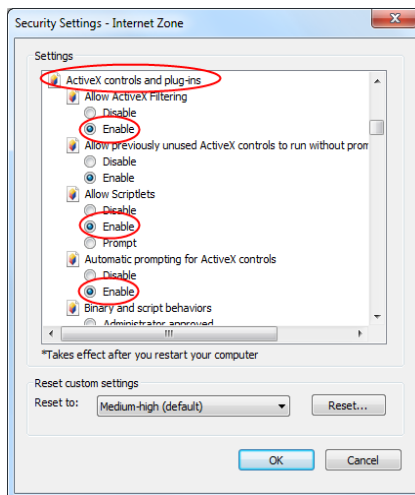 Security Settings - Internet Zone
Settings
ActiveX controls and plug-ins
Allow ActiveX Filtering
Disable
Enable
Allow previously unused ActiveX controls to run without prom
Disable
Enable
Allow Scriptlets
Disable
Enable
Prompt
Automatic prompting for ActiveX controls
Disable
Enable
Binary and script behaviors
Administrator approved
*Takes effect after you restart your computer
Reset custom settings
Reset to:
Medium-high (default)
Reset...
OK
Cancel